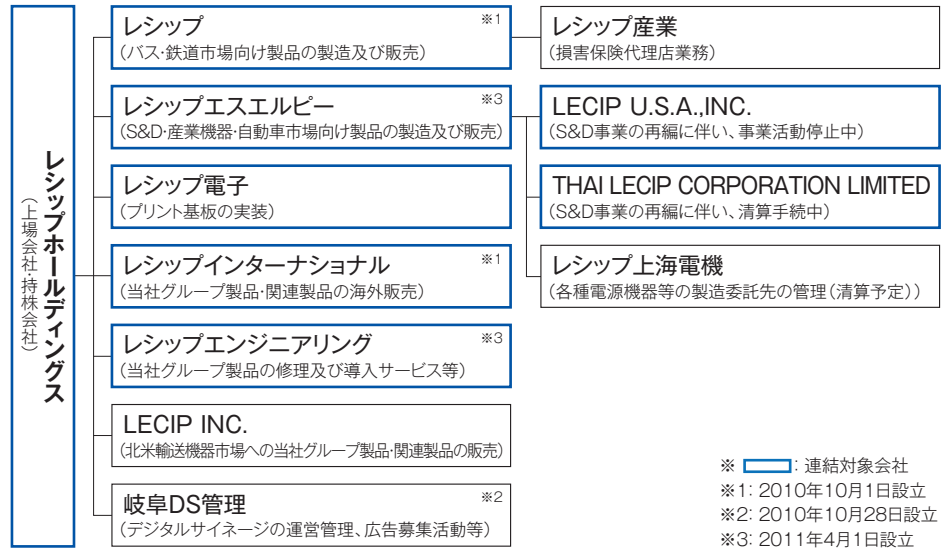 レシップホールディングス
（上場会社・持株会社）
レシップ ※1
（バス・鉄道市場向け製品の製造及び販売）
レシップエスエルピー ※3
（S&D・産業機器・自動車市場向け製品の製造及び販売）
レシップ電子
（プリント基板の実装）
レシップインターナショナル ※1
（当社グループ製品・関連製品の海外販売）
レシップエンジニアリング ※3
（当社グループ製品の修理及び導入サービス等）
LECIP INC.
（北米輸送機器市場への当社グループ製品・関連製品の販売）
岐阜DS管理 ※2
（デジタルサイネージの運営管理、広告募集活動等）
レシップ産業
（損害保険代理店業務）
LECIP U.S.A.,INC.
（S&D事業の再編に伴い、事業活動停止中）
THAI LECIP CORPORATION LIMITED
（S&D事業の再編に伴い、清算手続中）
レシップ上海電機
（各種電源機器等の製造委託先の管理（清算予定））
※ ：連結対象会社
※1：2010年10月1日設立
※2：2010年10月28日設立
※3：2011年4月1日設立